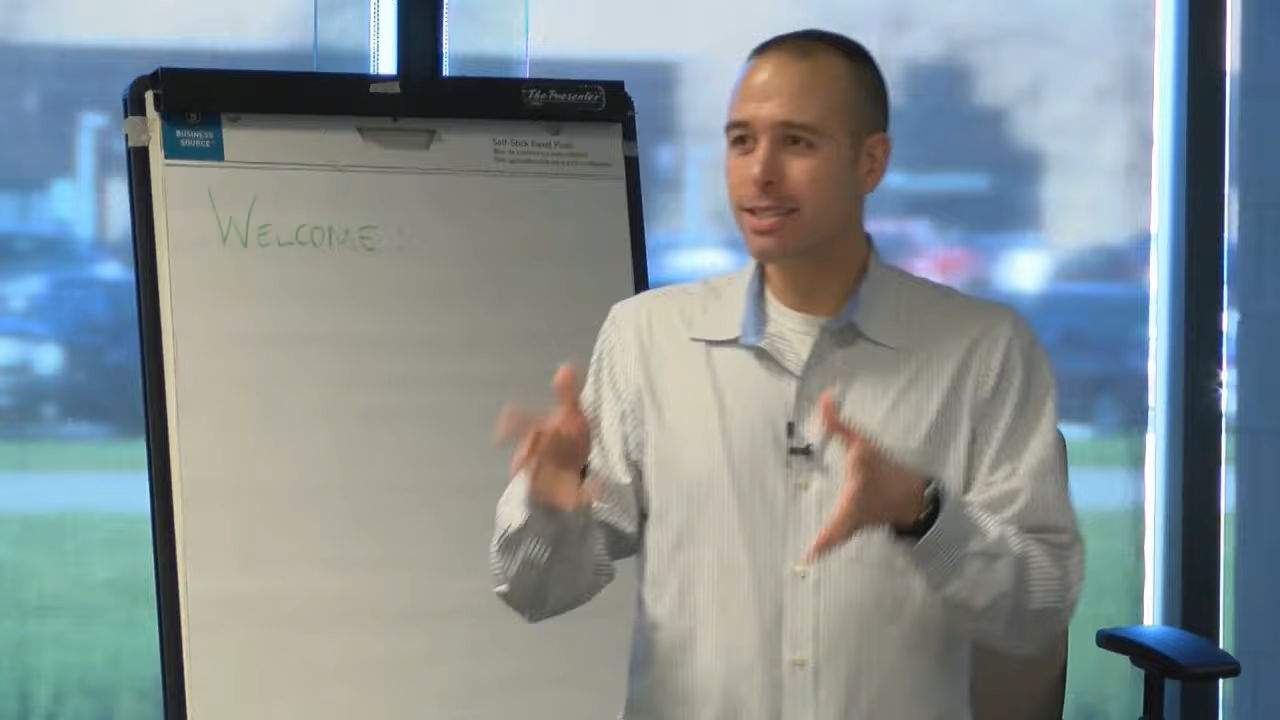 The Presenter
BUSINESS
SOURCE
Self-Stick Easel Pads
WELCOME